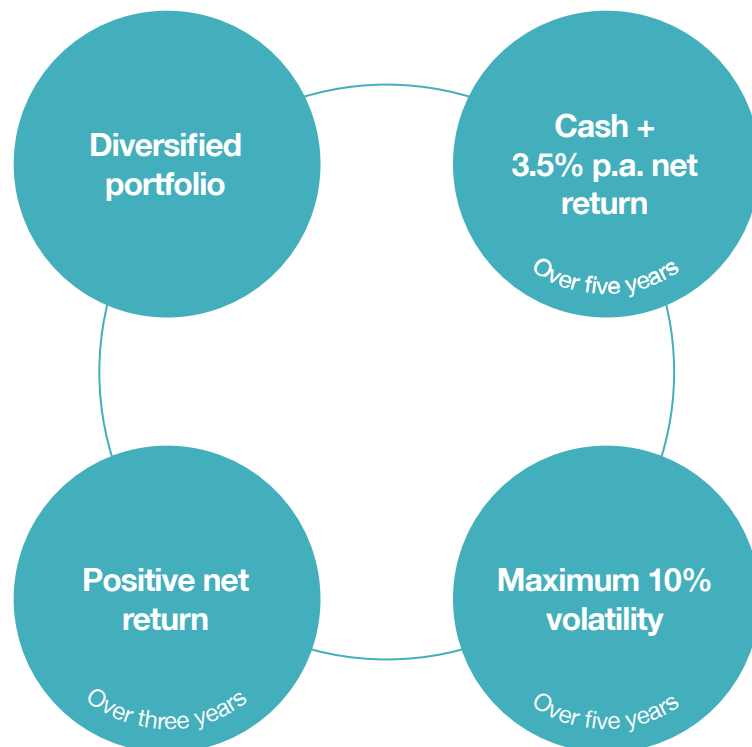 Diversified
portfolio
Cash +
3.5% p.a. net
return
Over five years
Positive net
return
Over three years
Maximum 10%
volatility
Over five years